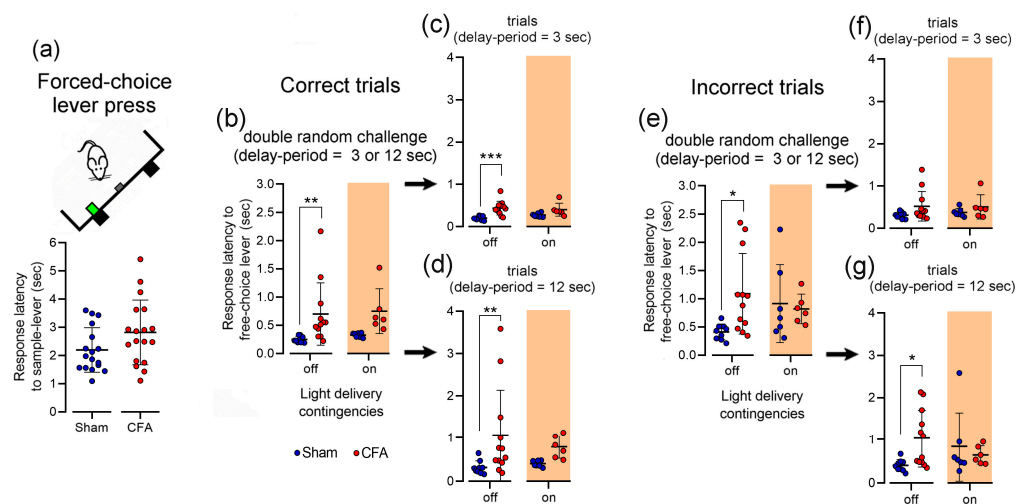 (a)
Forced-choice
lever press
Response latency
to sample-lever (sec)
6
5
4
3
2
1
0
Sham
CFA
Correct trials
(b)
double random challenge
(delay-period = 3 or 12 sec)
Response latency to
free-choice lever (sec)
3.0
2.5
2.0
1.5
1.0
0.5
0.0
**
off
on
Light delivery
contingencies
Sham
CFA
(c)
trials
(delay-period = 3 sec)
4
3
2
1
0
***
off
on
(d)
trials
(delay-period = 12 sec)
4
3
2
1
0
**
off
on
Incorrect trials
(e)
double random challenge
(delay-period = 3 or 12 sec)
Response latency to
free-choice lever (sec)
3.0
2.5
2.0
1.5
1.0
0.5
0.0
*
off
on
Light delivery
contingencies
(f)
trials
(delay-period = 3 sec)
4
3
2
1
0
off
on
(g)
trials
(delay-period = 12 sec)
4
3
2
1
0
*
off
on